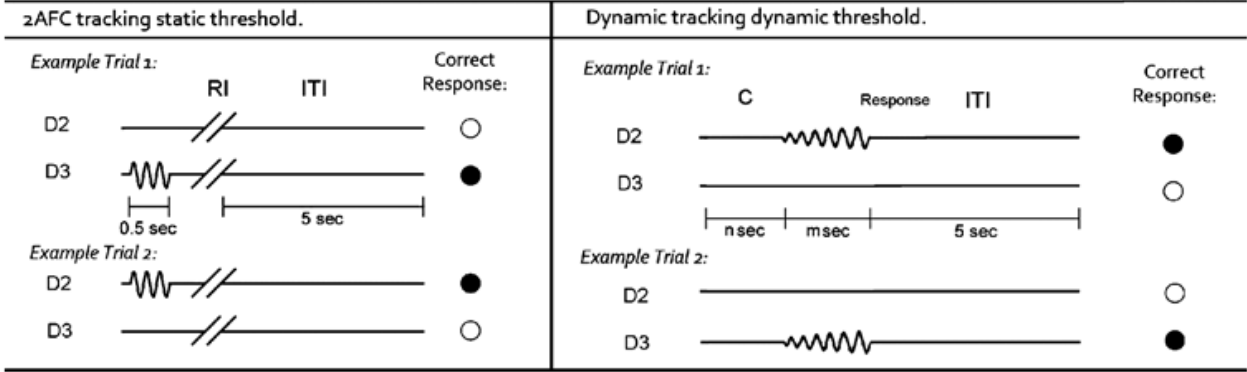 2AFC tracking static threshold.
Example Trial 1:
Correct
Response:
RI ITI
D2
D3
0.5 sec
5 sec
Example Trial 2:
D2
D3
Dynamic tracking dynamic threshold.
Example Trial 1:
Correct
Response:
C Response ITI
D2
D3
n sec m sec 5 sec
Example Trial 2:
D2
D3